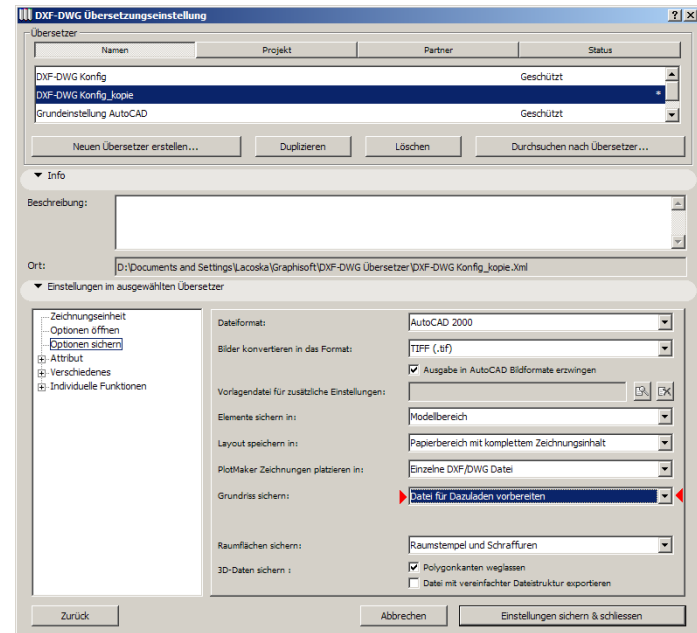 DXF-DWG Übersetzungseinstellung
Übersetzer
Namen Projekt Partner Status
DXF-DWG Konfig Geschützt
DXF-DWG Konfig_kopie *
Grundeinstellung AutoCAD Geschützt
Neuen Übersetzer erstellen... Duplizieren Löschen Durchsuchen nach Übersetzer...
Info
Beschreibung:
Ort: D:\Documents and Settings\Lacoska\Graphisoft\DXF-DWG Übersetzer\DXF-DWG Konfig_kopie.Xml
Einstellungen im ausgewählten Übersetzer
Zeichnungseinheit
Optionen öffnen
Optionen sichern
Attribut
Verschiedenes
Individuelle Funktionen
Dateiformat: AutoCAD 2000
Bilder konvertieren in das Format: TIFF (.tif)
Ausgabe in AutoCAD Bildformate erzwingen
Vorlagendatei für zusätzliche Einstellungen:
Elemente sichern in: Modellbereich
Layout speichern in: Papierbereich mit komplettem Zeichnungsinhalt
PlotMaker Zeichnungen platzieren in: Einzelne DXF/DWG Datei
Grundriss sichern: Datei für Dazuladen vorbereiten
Raumflächen sichern: Raumstempel und Schraffuren
3D-Daten sichern : Polygonkanten weglassen
Datei mit vereinfachter Dateistruktur exportieren
Zurück Abbrechen Einstellungen sichern & schliessen